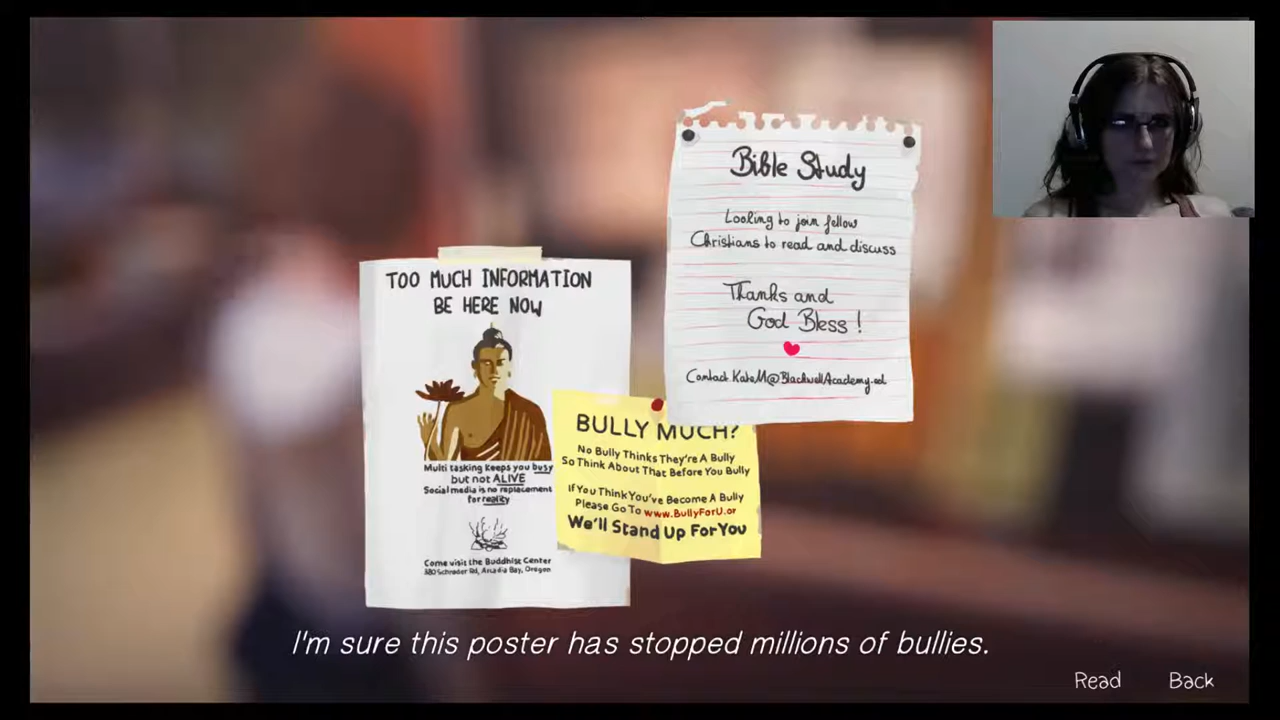 Bible Study
Looking to join fellow
Christians to read and discuss
Thanks and
God Bless !
Contact KateM@BlackwellAcademy.ed
TOO MUCH INFORMATION
BE HERE NOW
Multi tasking keeps you busy
but not ALIVE
Social media is no replacement
for reality
Come visit the Buddhist Center
380 Schrader Rd, Arcadia Bay, Oregon
BULLY MUCH?
No Bully Thinks They're A Bully
So Think About That Before You Bully
If You Think You've Become A Bully
Please Go To www.BullyForU.or
We'll Stand Up For You
I'm sure this poster has stopped millions of bullies.
Read
Back